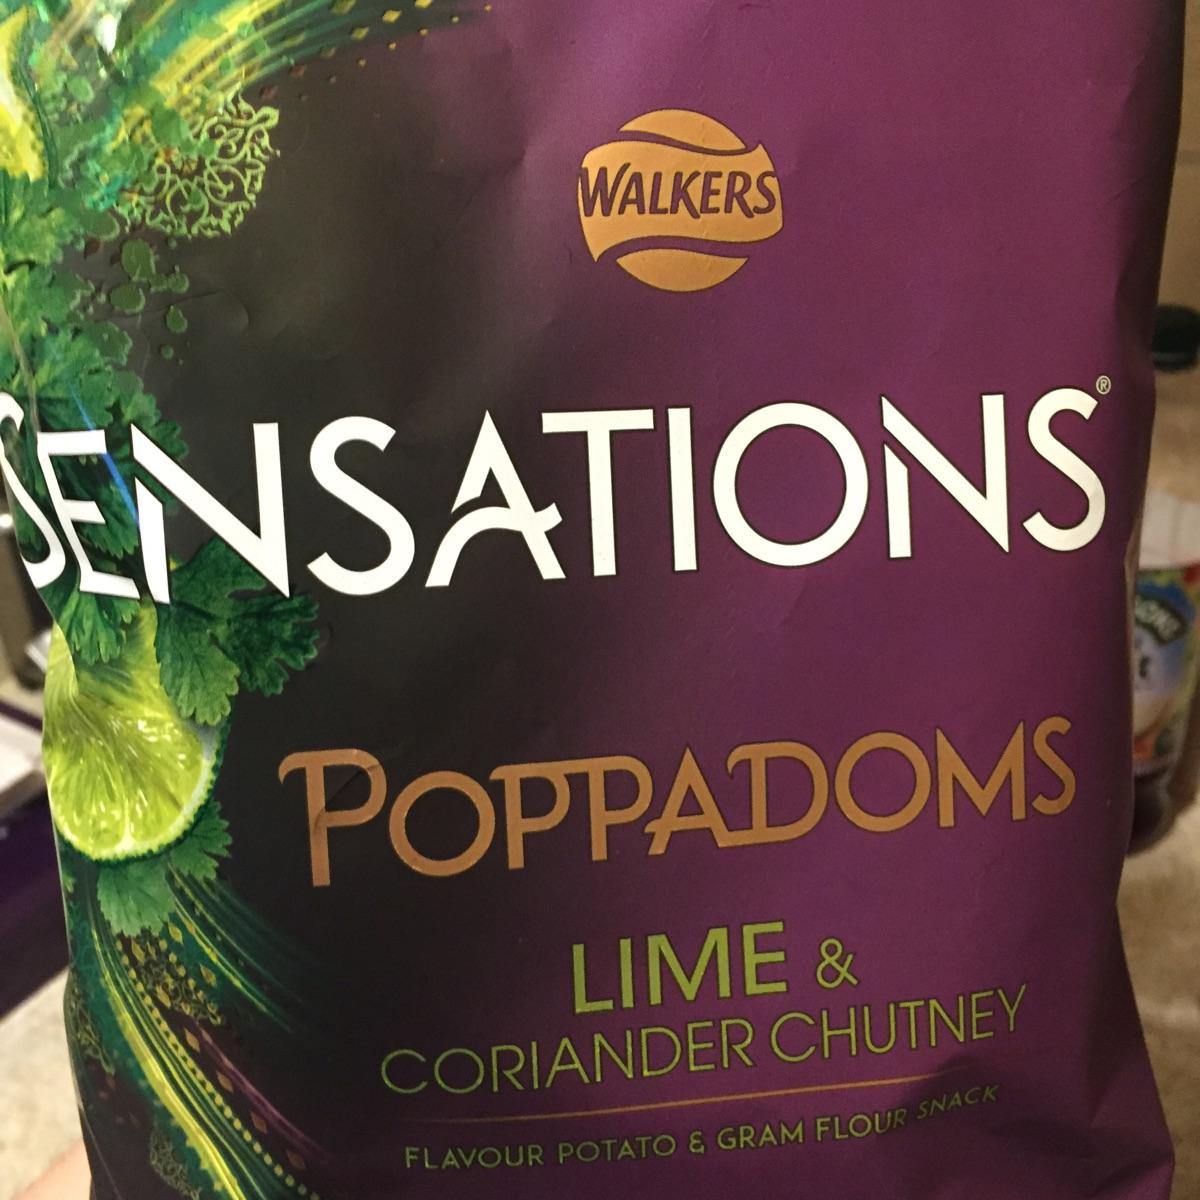 WALKERS
SENSATIONS®
POPPADOMS
LIME &
CORIANDER CHUTNEY
FLAVOUR POTATO & GRAM FLOUR SNACK